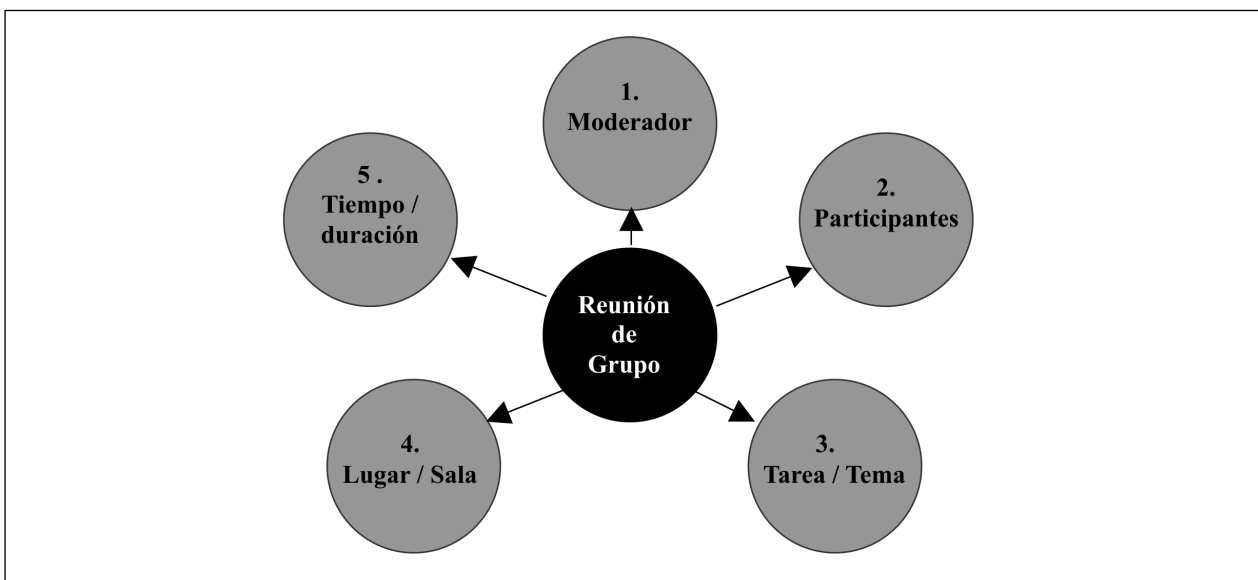 1.
Moderador
2.
Participantes
3.
Tarea / Tema
4.
Lugar / Sala
5 .
Tiempo /
duración
Reunión
de
Grupo